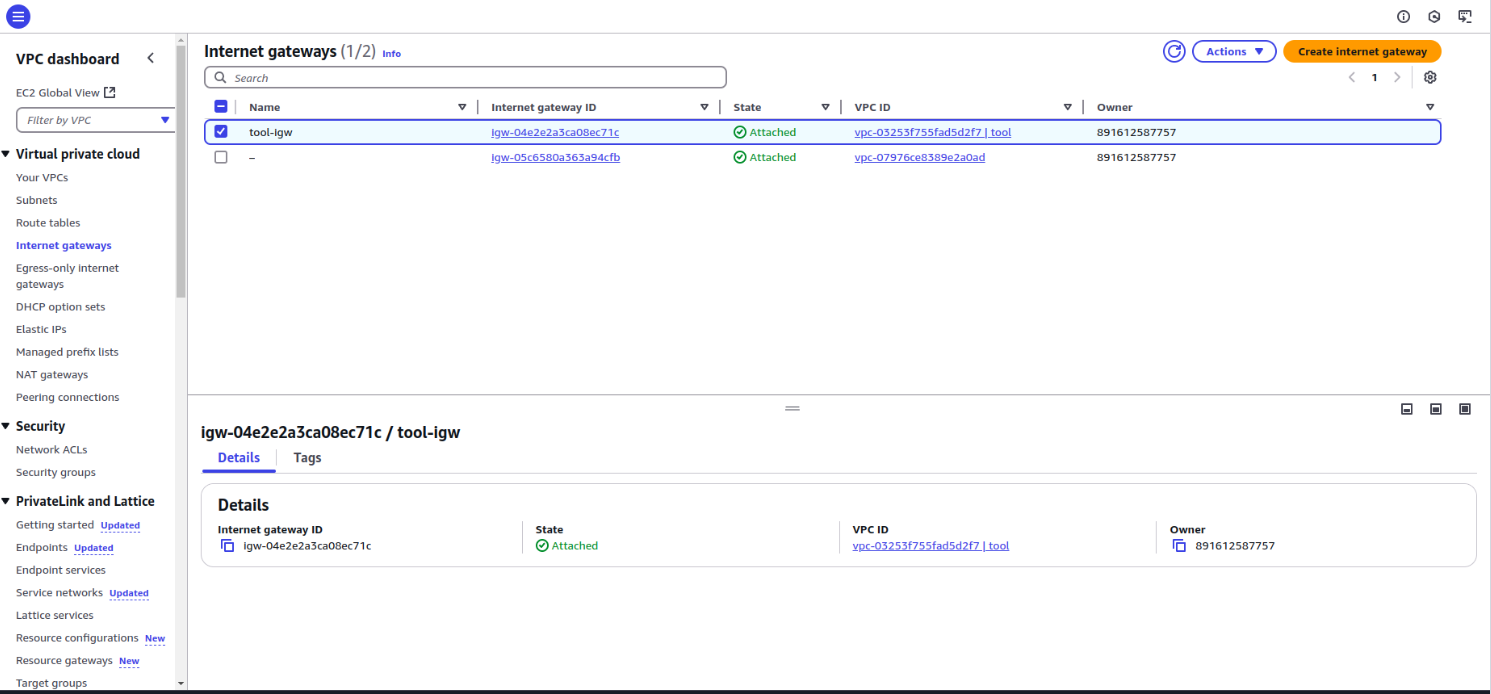 VPC dashboard
EC2 Global View
Filter by VPC
Virtual private cloud
Your VPCs
Subnets
Route tables
Internet gateways
Egress-only internet
gateways
DHCP option sets
Elastic IPs
Managed prefix lists
NAT gateways
Peering connections
Security
Network ACLs
Security groups
PrivateLink and Lattice
Getting started Updated
Endpoints Updated
Endpoint services
Service networks Updated
Lattice services
Resource configurations New
Resource gateways New
Target groups
Internet gateways (1/2) Info
Actions
Create internet gateway
Search
1
Name Internet gateway ID State VPC ID Owner
tool-igw igw-04e2e2a3ca08ec71c Attached vpc-03253f755fad5d2f7 | tool 891612587757
– igw-05c6580a363a94cfb Attached vpc-07976ce8389e2a0ad 891612587757
igw-04e2e2a3ca08ec71c / tool-igw
Details Tags
Details
Internet gateway ID State VPC ID Owner
igw-04e2e2a3ca08ec71c Attached vpc-03253f755fad5d2f7 | tool 891612587757